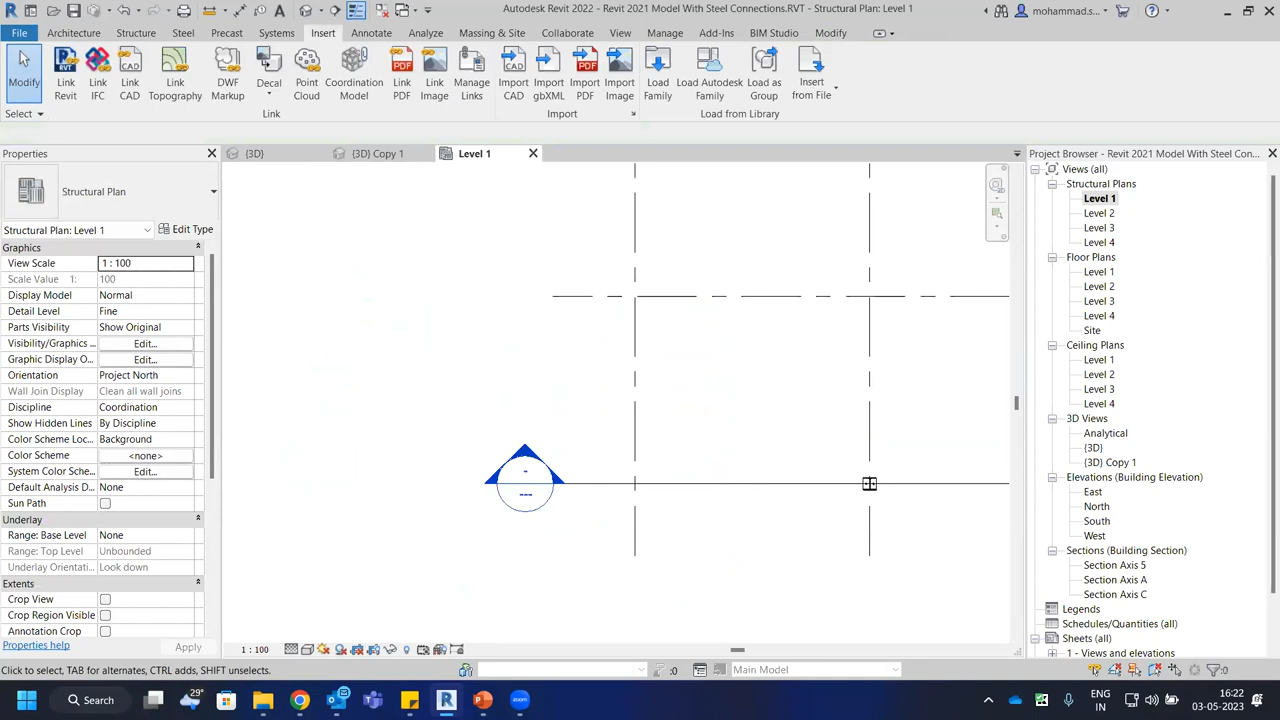 Autodesk Revit 2022 - Revit 2021 Model With Steel Connections.RVT - Structural Plan: Level 1
mohammad.s...
File Architecture Structure Steel Precast Systems Insert Annotate Analyze Massing & Site Collaborate View Manage Add-Ins BIM Studio Modify
Modify
Link Revit
Link IFC
Link CAD
Link Topography
DWF Markup
Decal
Point Cloud
Coordination Model
Link PDF
Link Image
Manage Links
Import CAD
Import gbXML
Import PDF
Import Image
Load Family
Load Autodesk Family
Load as Group
Insert from File
Select Link Import Load from Library
Properties
{3D} {3D} Copy 1 Level 1
Project Browser - Revit 2021 Model With Steel Con...
Structural Plan
Structural Plan: Level 1 Edit Type
Graphics
View Scale 1 : 100
Scale Value 1: 100
Display Model Normal
Detail Level Fine
Parts Visibility Show Original
Visibility/Graphics ... Edit...
Graphic Display O... Edit...
Orientation Project North
Wall Join Display Clean all wall joins
Discipline Coordination
Show Hidden Lines By Discipline
Color Scheme Loc... Background
Color Scheme <none>
System Color Sche... Edit...
Default Analysis D... None
Sun Path
Underlay
Range: Base Level None
Range: Top Level Unbounded
Underlay Orientati... Look down
Extents
Crop View
Crop Region Visible
Annotation Crop
Properties help Apply
-
---
Views (all)
Structural Plans
Level 1
Level 2
Level 3
Level 4
Floor Plans
Level 1
Level 2
Level 3
Level 4
Site
Ceiling Plans
Level 1
Level 2
Level 3
Level 4
3D Views
Analytical
{3D}
{3D} Copy 1
Elevations (Building Elevation)
East
North
South
West
Sections (Building Section)
Section Axis 5
Section Axis A
Section Axis C
Legends
Schedules/Quantities (all)
Sheets (all)
1 - Views and elevations
1 : 100
Click to select, TAB for alternates, CTRL adds, SHIFT unselects. :0 Main Model :0
Search
29°
zoom
ENG
IN
16:22
03-05-2023